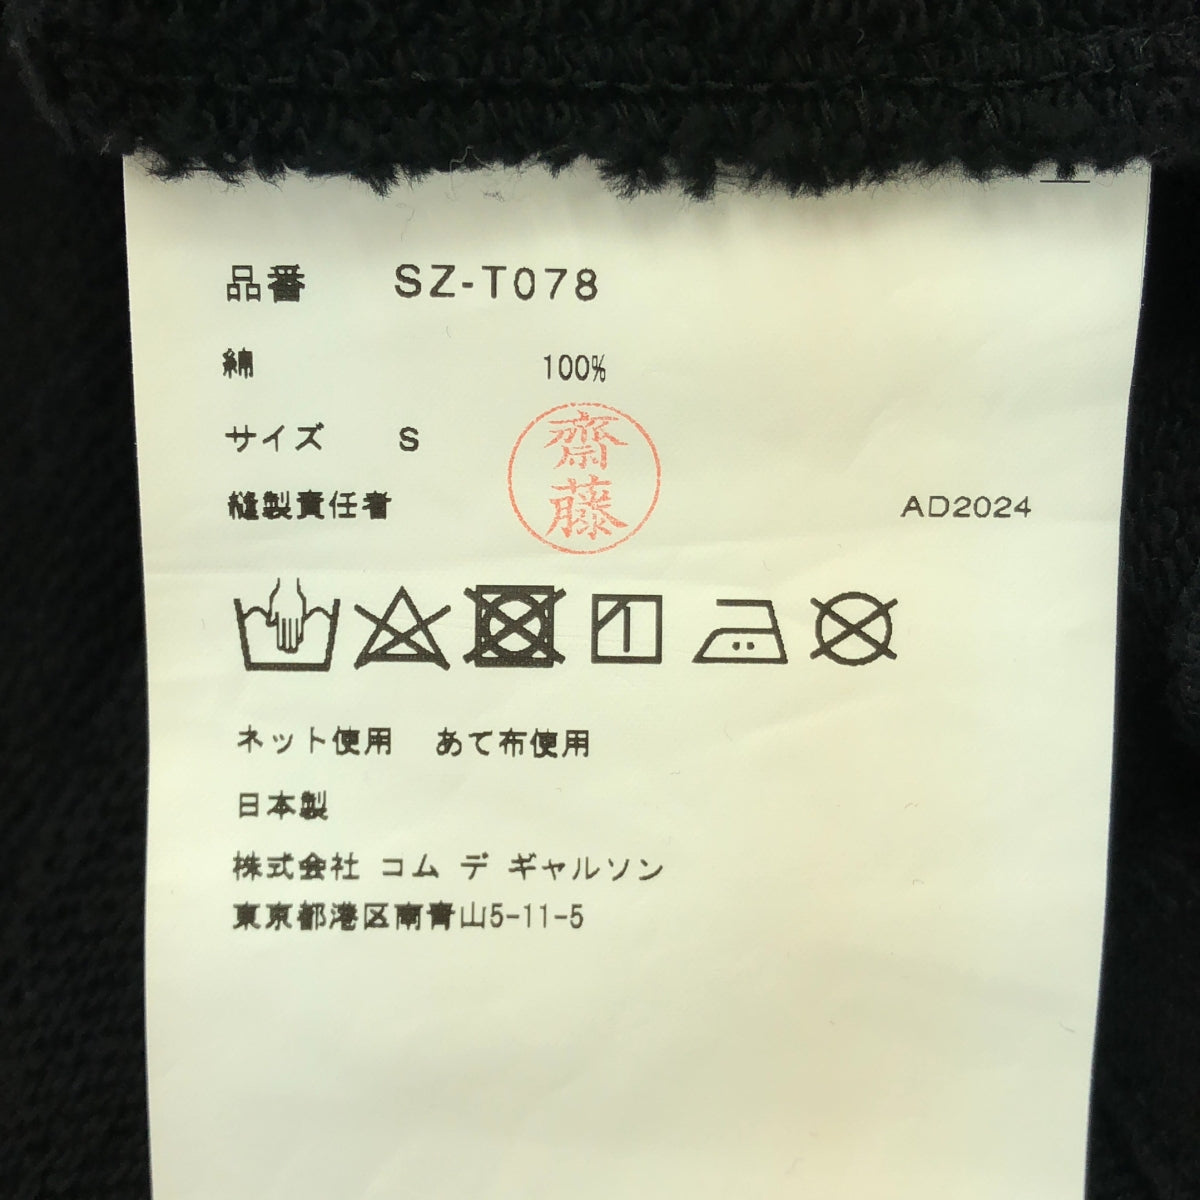 品番 SZ-T078
綿 100%
サイズ S
齋藤
縫製責任者 AD2024
ネット使用 あて布使用
日本製
株式会社 コム デ ギャルソン
東京都港区南青山5-11-5